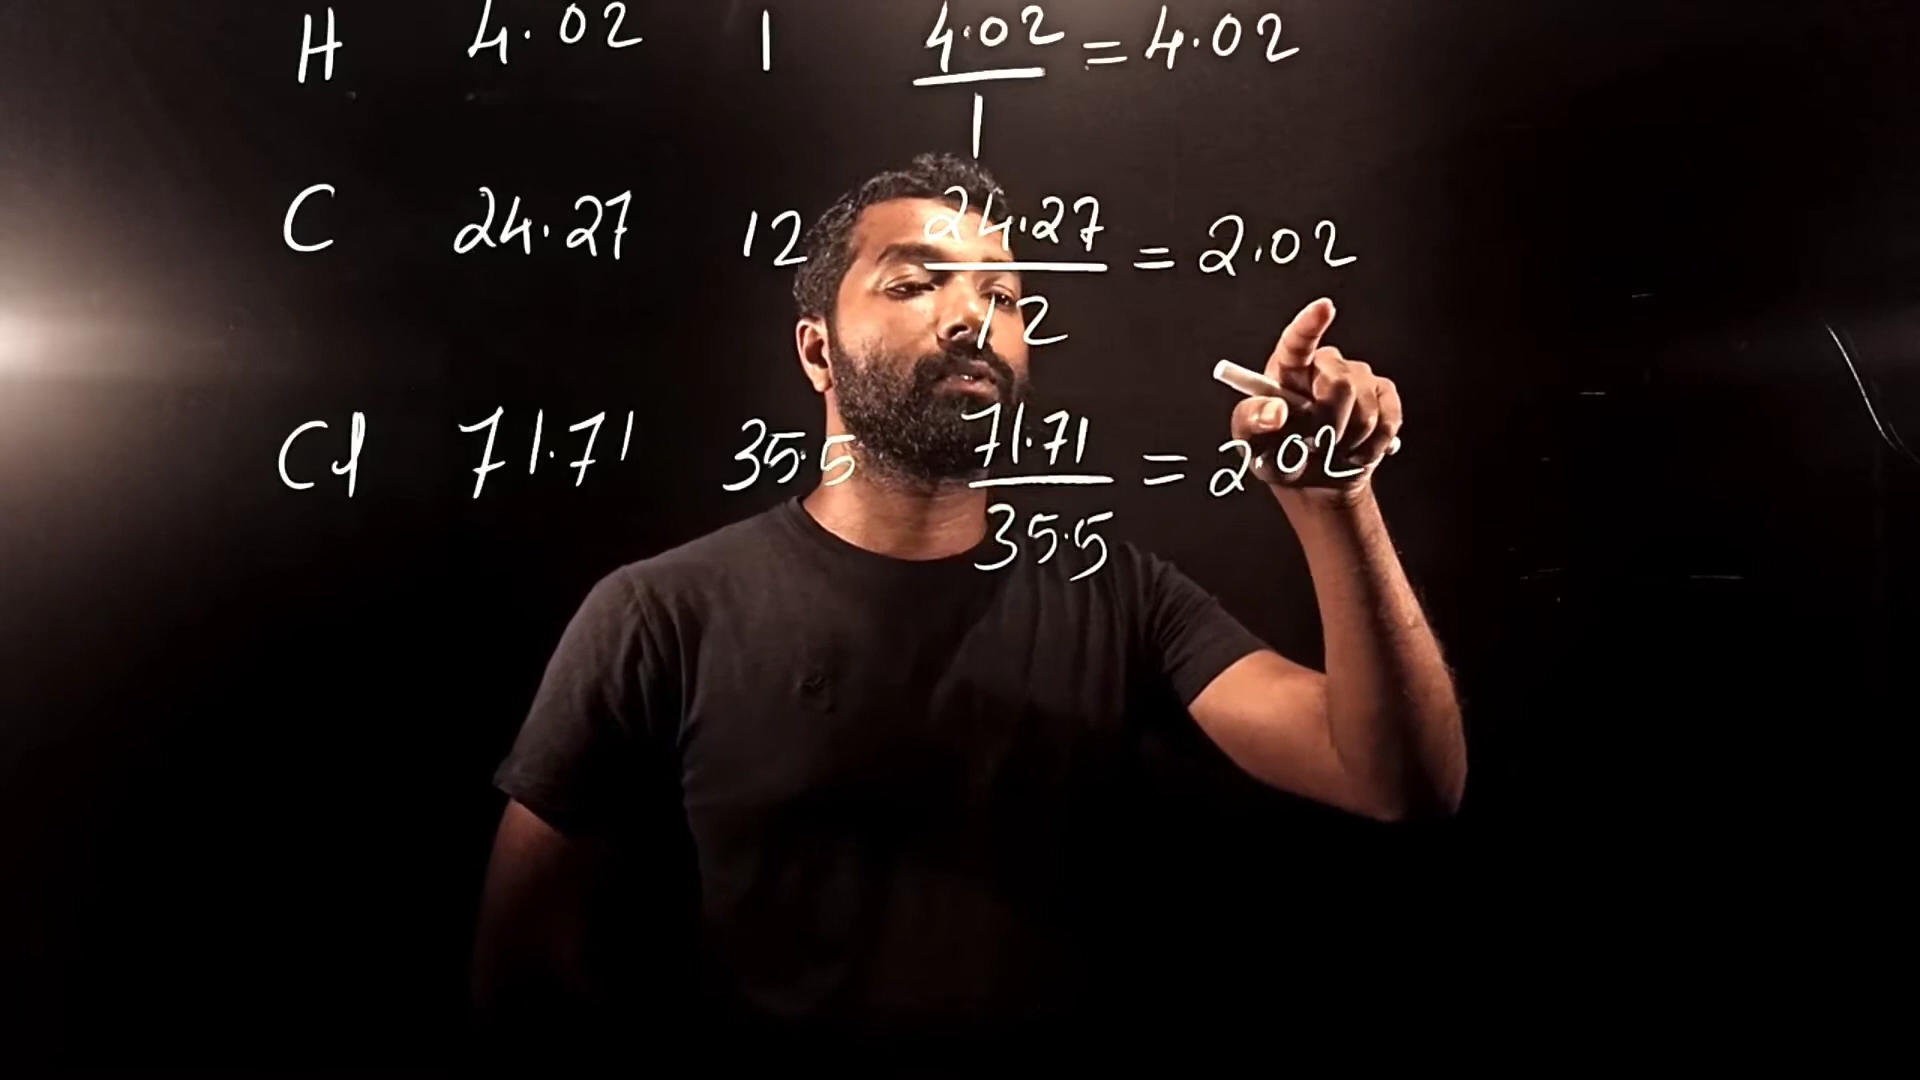 H 4.02 1 4.02/1 = 4.02
C 24.27 12 24.27/12 = 2.02
Cl 71.71 35.5 71.71/35.5 = 2.02